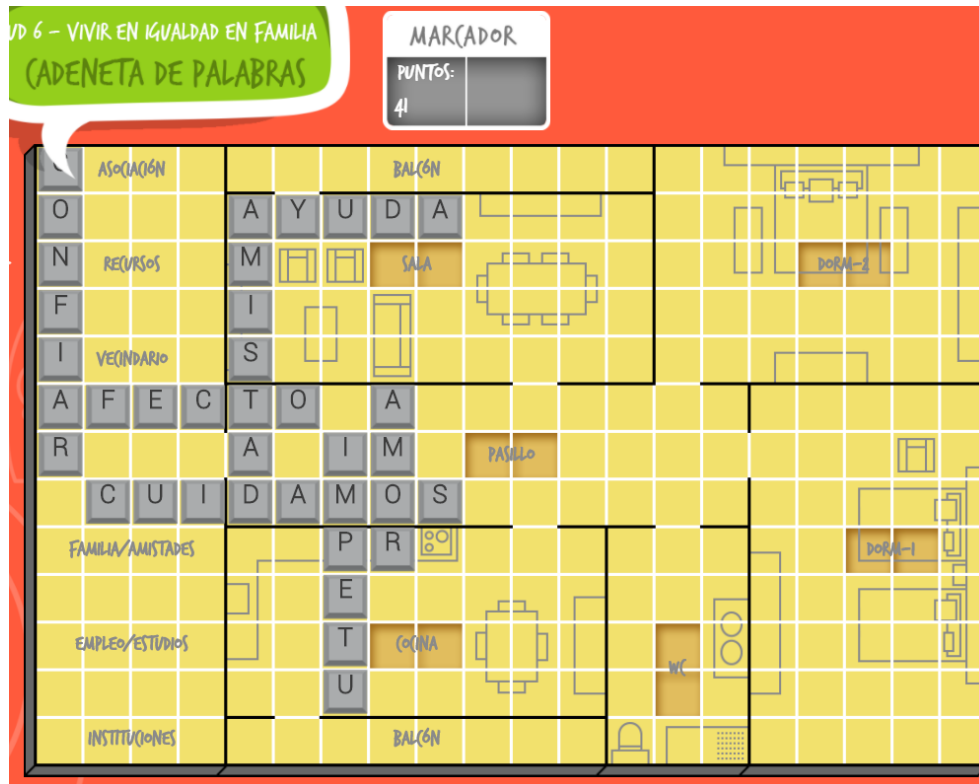 UD 6 – VIVIR EN IGUALDAD EN FAMILIA
CADENETA DE PALABRAS
MARCADOR
PUNTOS:
41
ASOCIACIÓN BALCÓN
O A Y U D A
N RECURSOS M SALA DORM-2
F I
I VECINDARIO S
A F E C T O A
R A I M PASILLO
C U I D A M O S
FAMILIA/AMISTADES P R DORM-1
E
EMPLEO/ESTUDIOS T COCINA WC
U
INSTITUCIONES BALCÓN